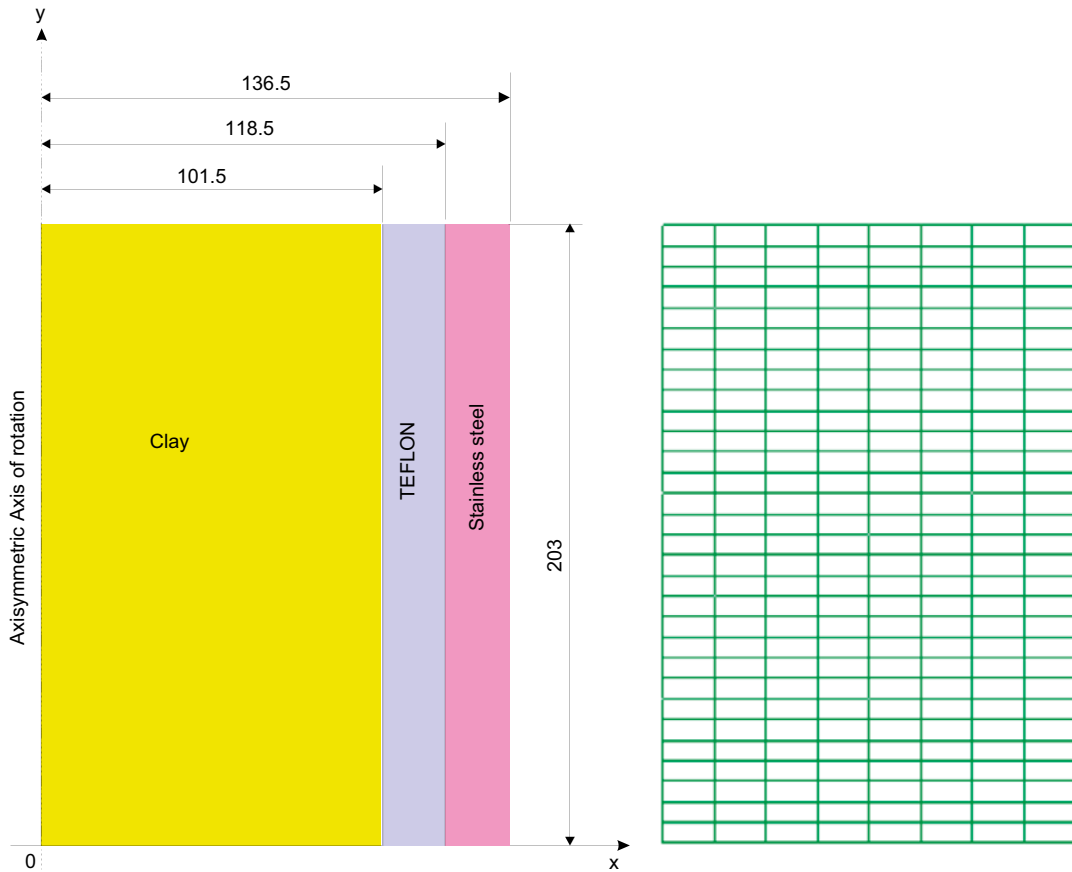 y
136.5
118.5
101.5
Axisymmetric Axis of rotation
Clay
TEFLON
Stainless steel
203
0
x